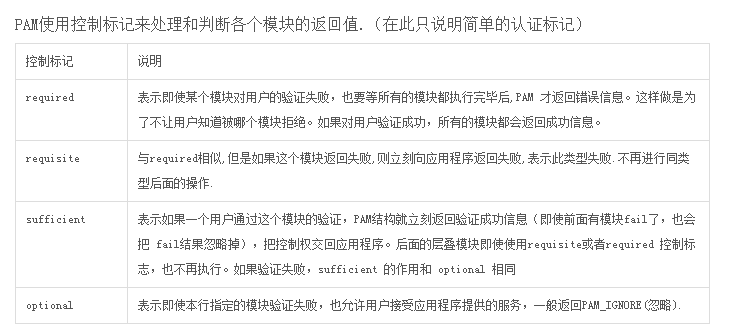 PAM使用控制标记来处理和判断各个模块的返回值.(在此只说明简单的认证标记)
控制标记 说明
required 表示即使某个模块对用户的验证失败，也要等所有的模块都执行完毕后,PAM 才返回错误信息。这样做是为
了不让用户知道被哪个模块拒绝。如果对用户验证成功，所有的模块都会返回成功信息。
requisite 与required相似,但是如果这个模块返回失败,则立刻向应用程序返回失败,表示此类型失败.不再进行同类
型后面的操作.
sufficient 表示如果一个用户通过这个模块的验证，PAM结构就立刻返回验证成功信息（即使前面有模块fail了，也会
把 fail结果忽略掉），把控制权交回应用程序。后面的层叠模块即使使用requisite或者required 控制标
志，也不再执行。如果验证失败，sufficient 的作用和 optional 相同
optional 表示即使本行指定的模块验证失败，也允许用户接受应用程序提供的服务，一般返回PAM_IGNORE(忽略).